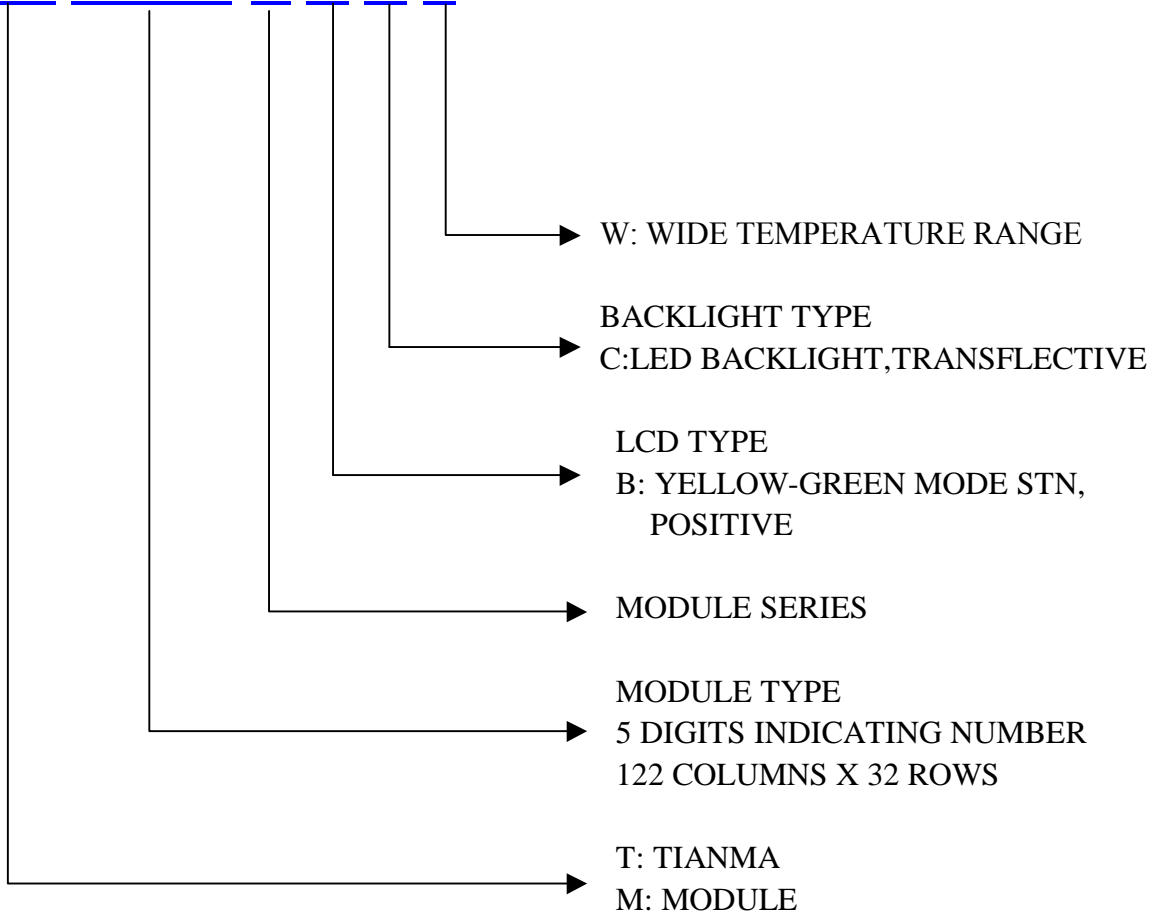 W: WIDE TEMPERATURE RANGE
BACKLIGHT TYPE
C:LED BACKLIGHT,TRANSFLECTIVE
LCD TYPE
B: YELLOW-GREEN MODE STN,
POSITIVE
MODULE SERIES
MODULE TYPE
5 DIGITS INDICATING NUMBER
122 COLUMNS X 32 ROWS
T: TIANMA
M: MODULE